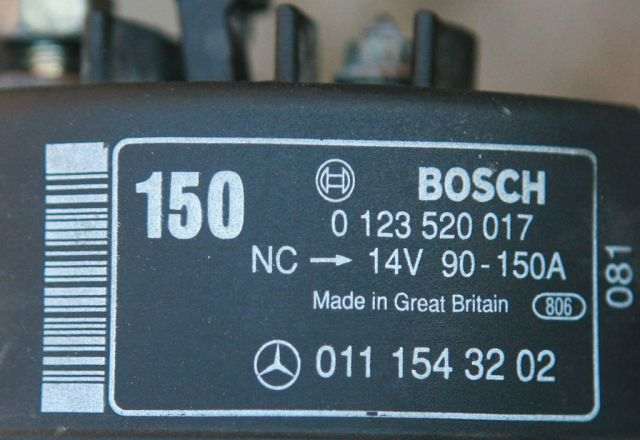 150
BOSCH
0 123 520 017
NC → 14V 90-150A
Made in Great Britain 806
011 154 32 02
081